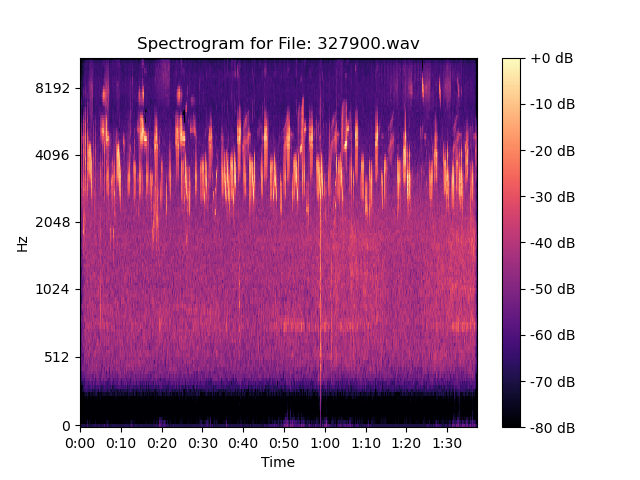 Spectrogram for File: 327900.wav
+0 dB
8192
-10 dB
4096
-20 dB
-30 dB
2048
Hz
-40 dB
1024
-50 dB
512
-60 dB
-70 dB
0
-80 dB
0:00 0:10 0:20 0:30 0:40 0:50 1:00 1:10 1:20 1:30
Time